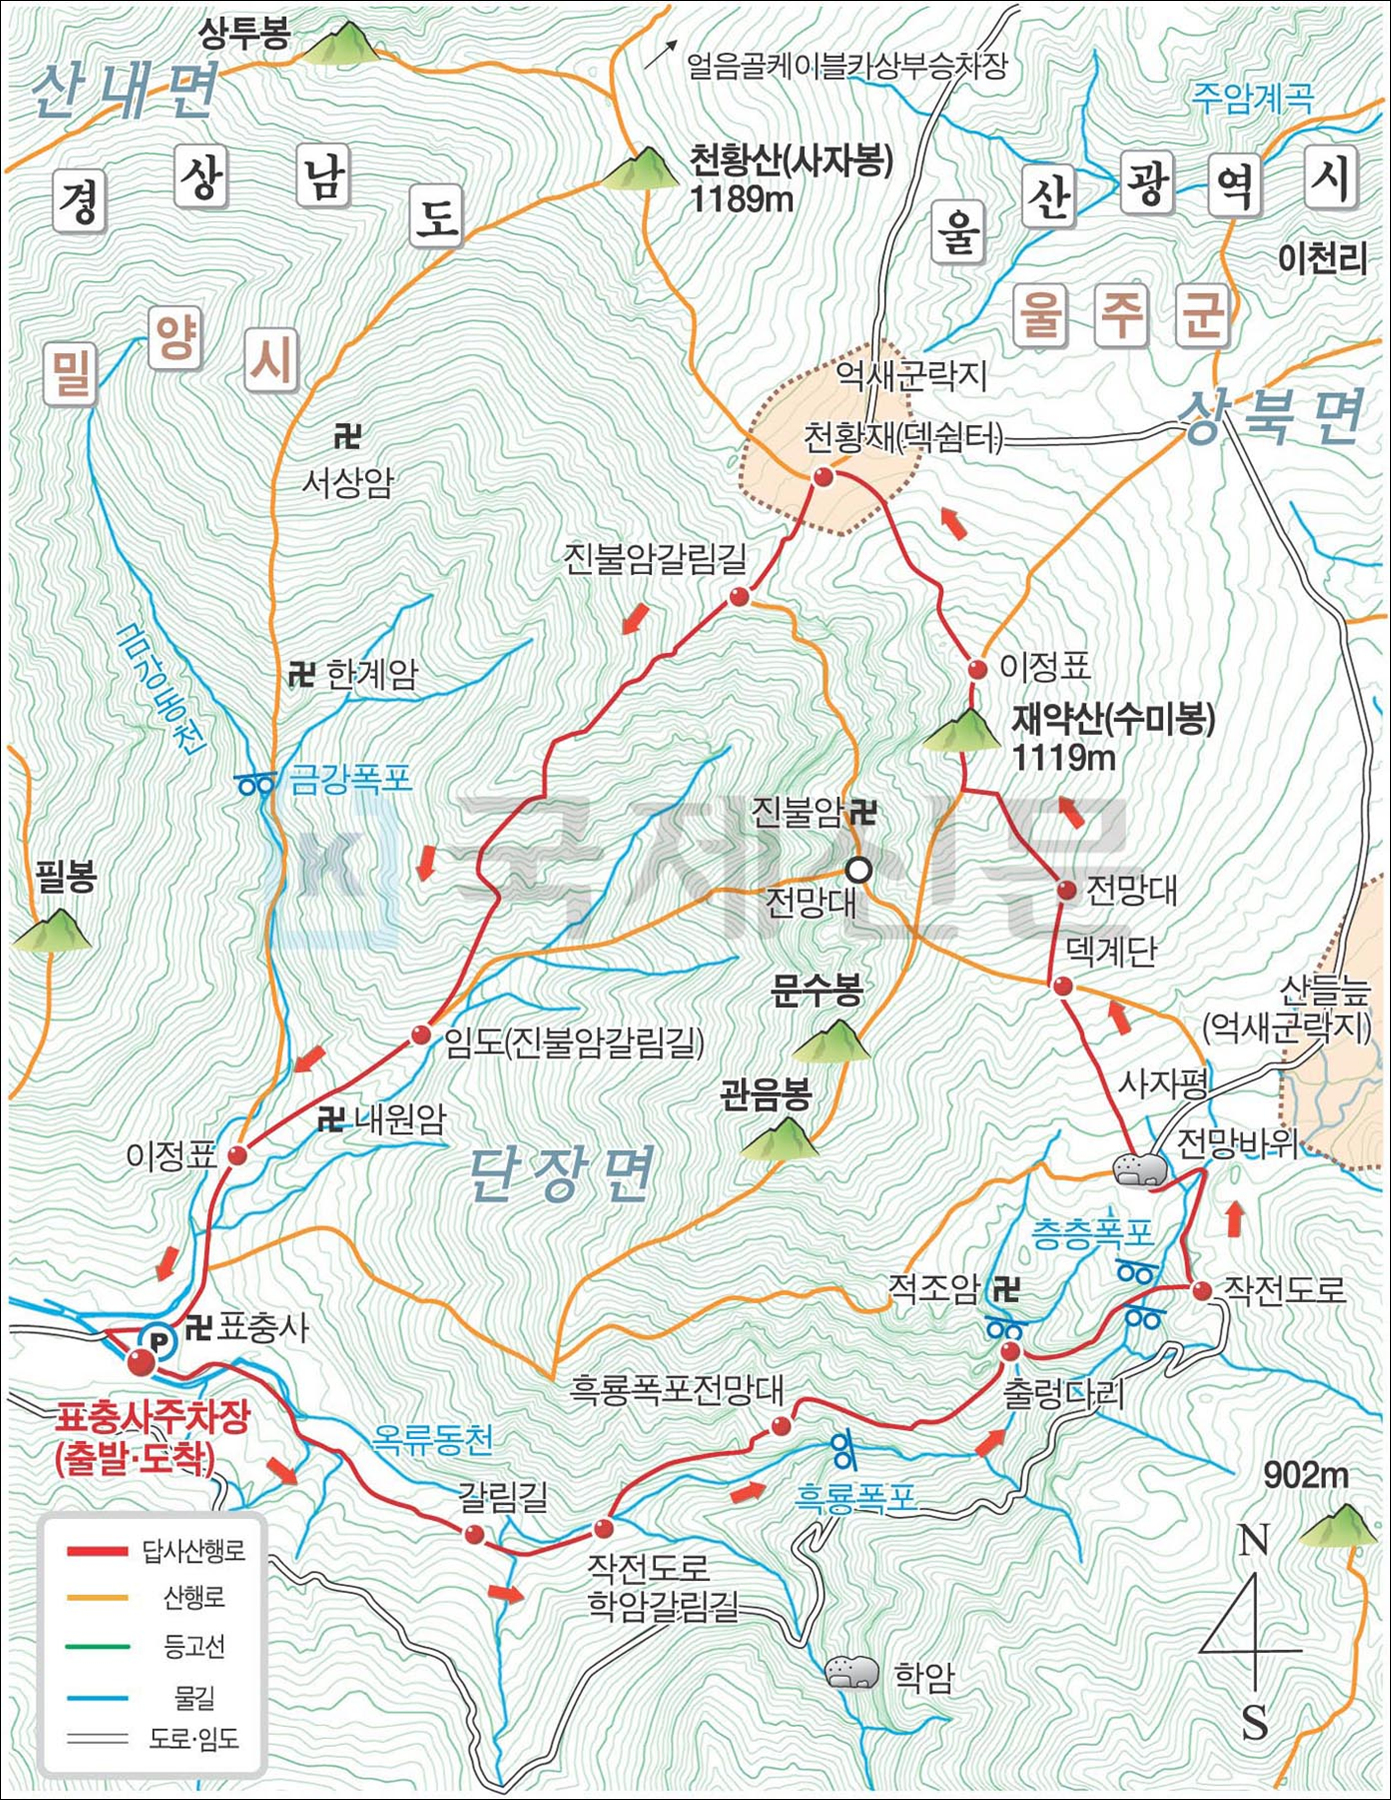 상투봉
산내면
얼음골케이블카상부승차장
주암계곡
천황산(사자봉)
1189m
경상남도
울산광역시
이천리
밀양시
울주군
억새군락지
상북면
천황재(덱쉼터)
서상암
진불암갈림길
금강동천
한계암
이정표
재약산(수미봉)
1119m
금강폭포
K 국제신문
진불암
필봉
전망대
전망대
덱계단
문수봉
산들늪
(억새군락지)
임도(진불암갈림길)
관음봉
사자평
내원암
이정표
전망바위
단장면
층층폭포
적조암
작전도로
P
표충사
흑룡폭포전망대
출렁다리
표충사주차장
(출발·도착)
옥류동천
갈림길
흑룡폭포
902m
작전도로
학암갈림길
학암
N
S
답사산행로
산행로
등고선
물길
도로·임도